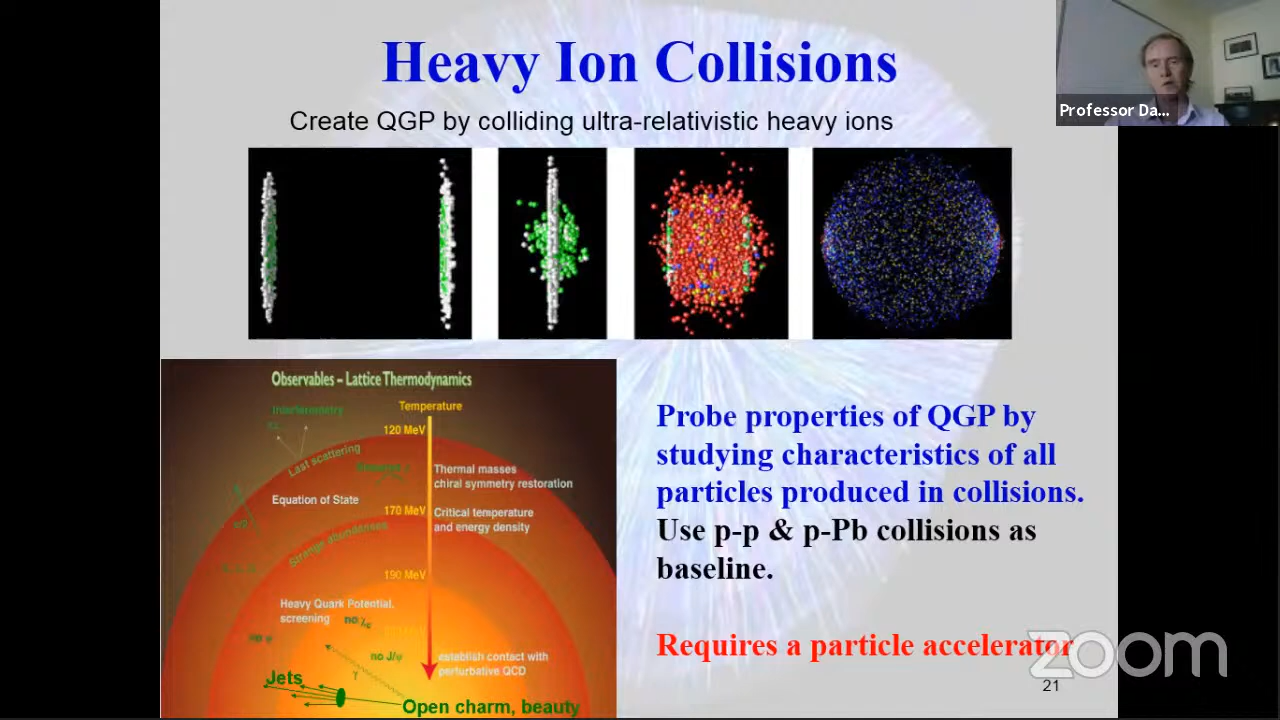 Heavy Ion Collisions
Professor Da...
Create QGP by colliding ultra-relativistic heavy ions
Observables – Lattice Thermodynamics
Interferometry
Temperature
120 MeV
Last scattering
Thermal masses
chiral symmetry restoration
Equation of State
170 MeV
Critical temperature
and energy density
Strange abundances
190 MeV
Heavy Quark Potential,
screening
no χc
no J/ψ
establish contact with
perturbative QCD
γ
Jets
Open charm, beauty
Probe properties of QGP by
studying characteristics of all
particles produced in collisions.
Use p-p & p-Pb collisions as
baseline.
Requires a particle accelerator
zoom
21